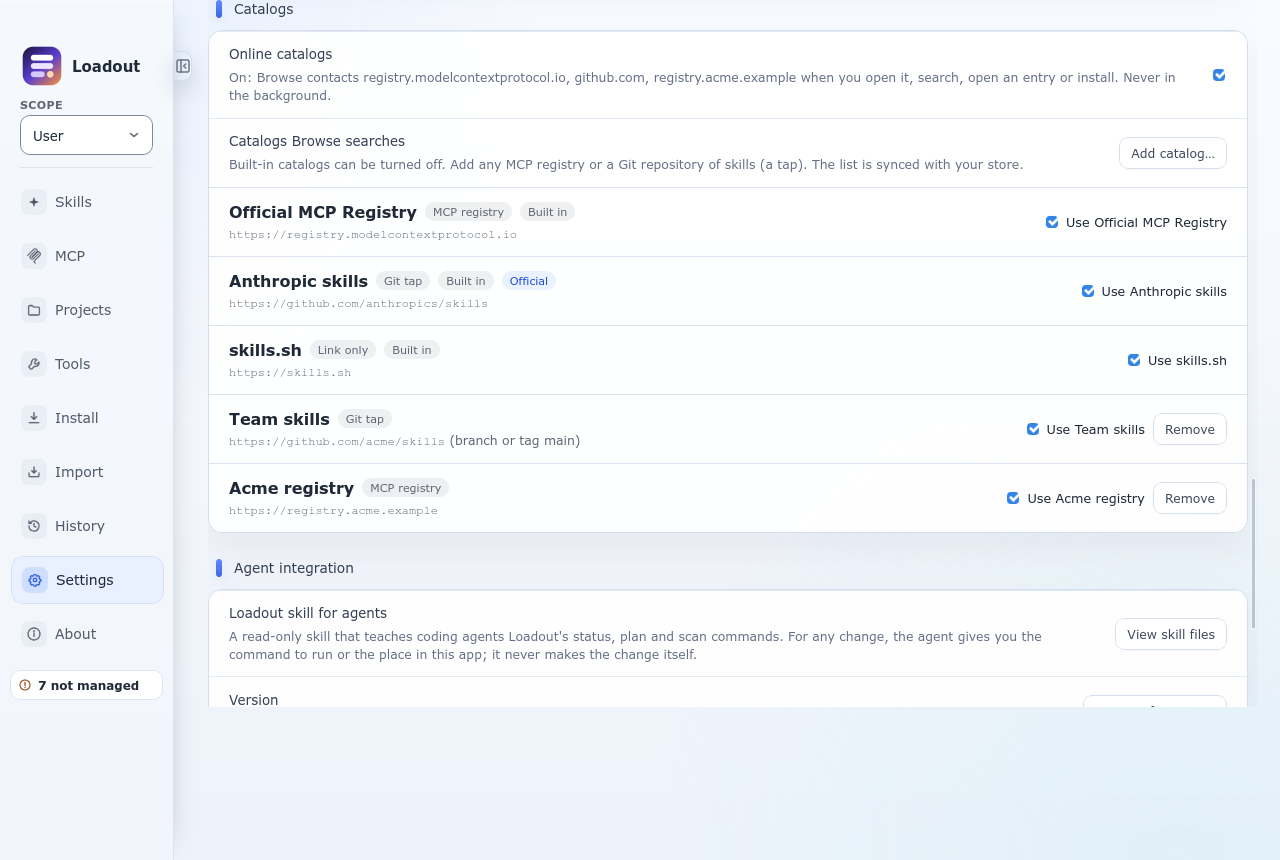 Loadout
SCOPE
User
Skills
MCP
Projects
Tools
Install
Import
History
Settings
About
7 not managed
Catalogs
Online catalogs
On: Browse contacts registry.modelcontextprotocol.io, github.com, registry.acme.example when you open it, search, open an entry or install. Never in
the background.
Catalogs Browse searches
Built-in catalogs can be turned off. Add any MCP registry or a Git repository of skills (a tap). The list is synced with your store.
Add catalog...
Official MCP Registry MCP registry Built in
https://registry.modelcontextprotocol.io
Use Official MCP Registry
Anthropic skills Git tap Built in Official
https://github.com/anthropics/skills
Use Anthropic skills
skills.sh Link only Built in
https://skills.sh
Use skills.sh
Team skills Git tap
https://github.com/acme/skills (branch or tag main)
Use Team skills Remove
Acme registry MCP registry
https://registry.acme.example
Use Acme registry Remove
Agent integration
Loadout skill for agents
A read-only skill that teaches coding agents Loadout's status, plan and scan commands. For any change, the agent gives you the
command to run or the place in this app; it never makes the change itself.
View skill files
Version